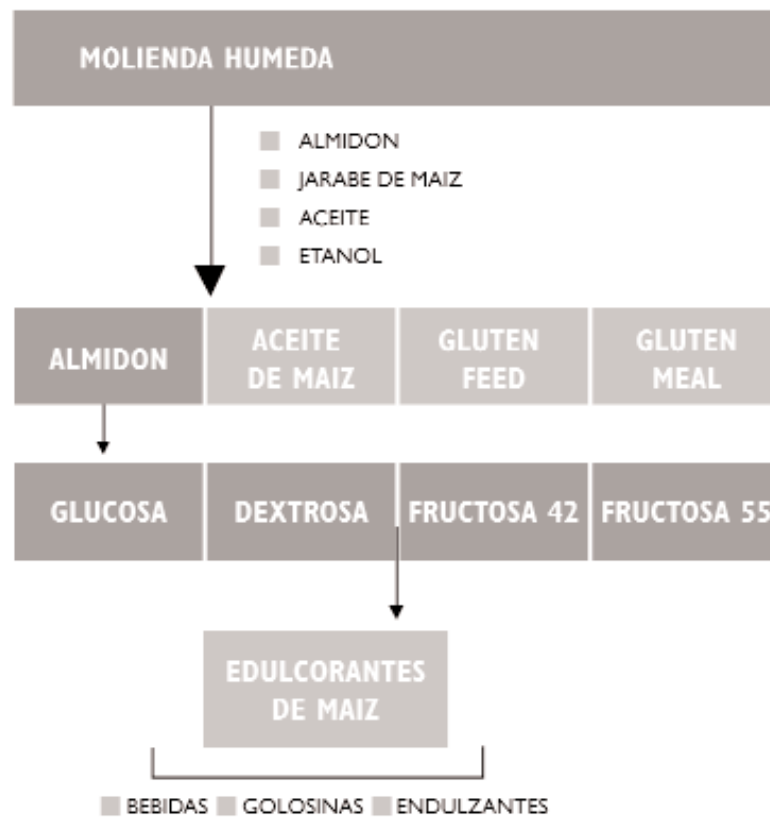 MOLIENDA HUMEDA
ALMIDON
JARABE DE MAIZ
ACEITE
ETANOL
ALMIDON
ACEITE
DE MAIZ
GLUTEN
FEED
GLUTEN
MEAL
GLUCOSA
DEXTROSA
FRUCTOSA 42
FRUCTOSA 55
EDULCORANTES
DE MAIZ
BEBIDAS GOLOSINAS ENDULZANTES